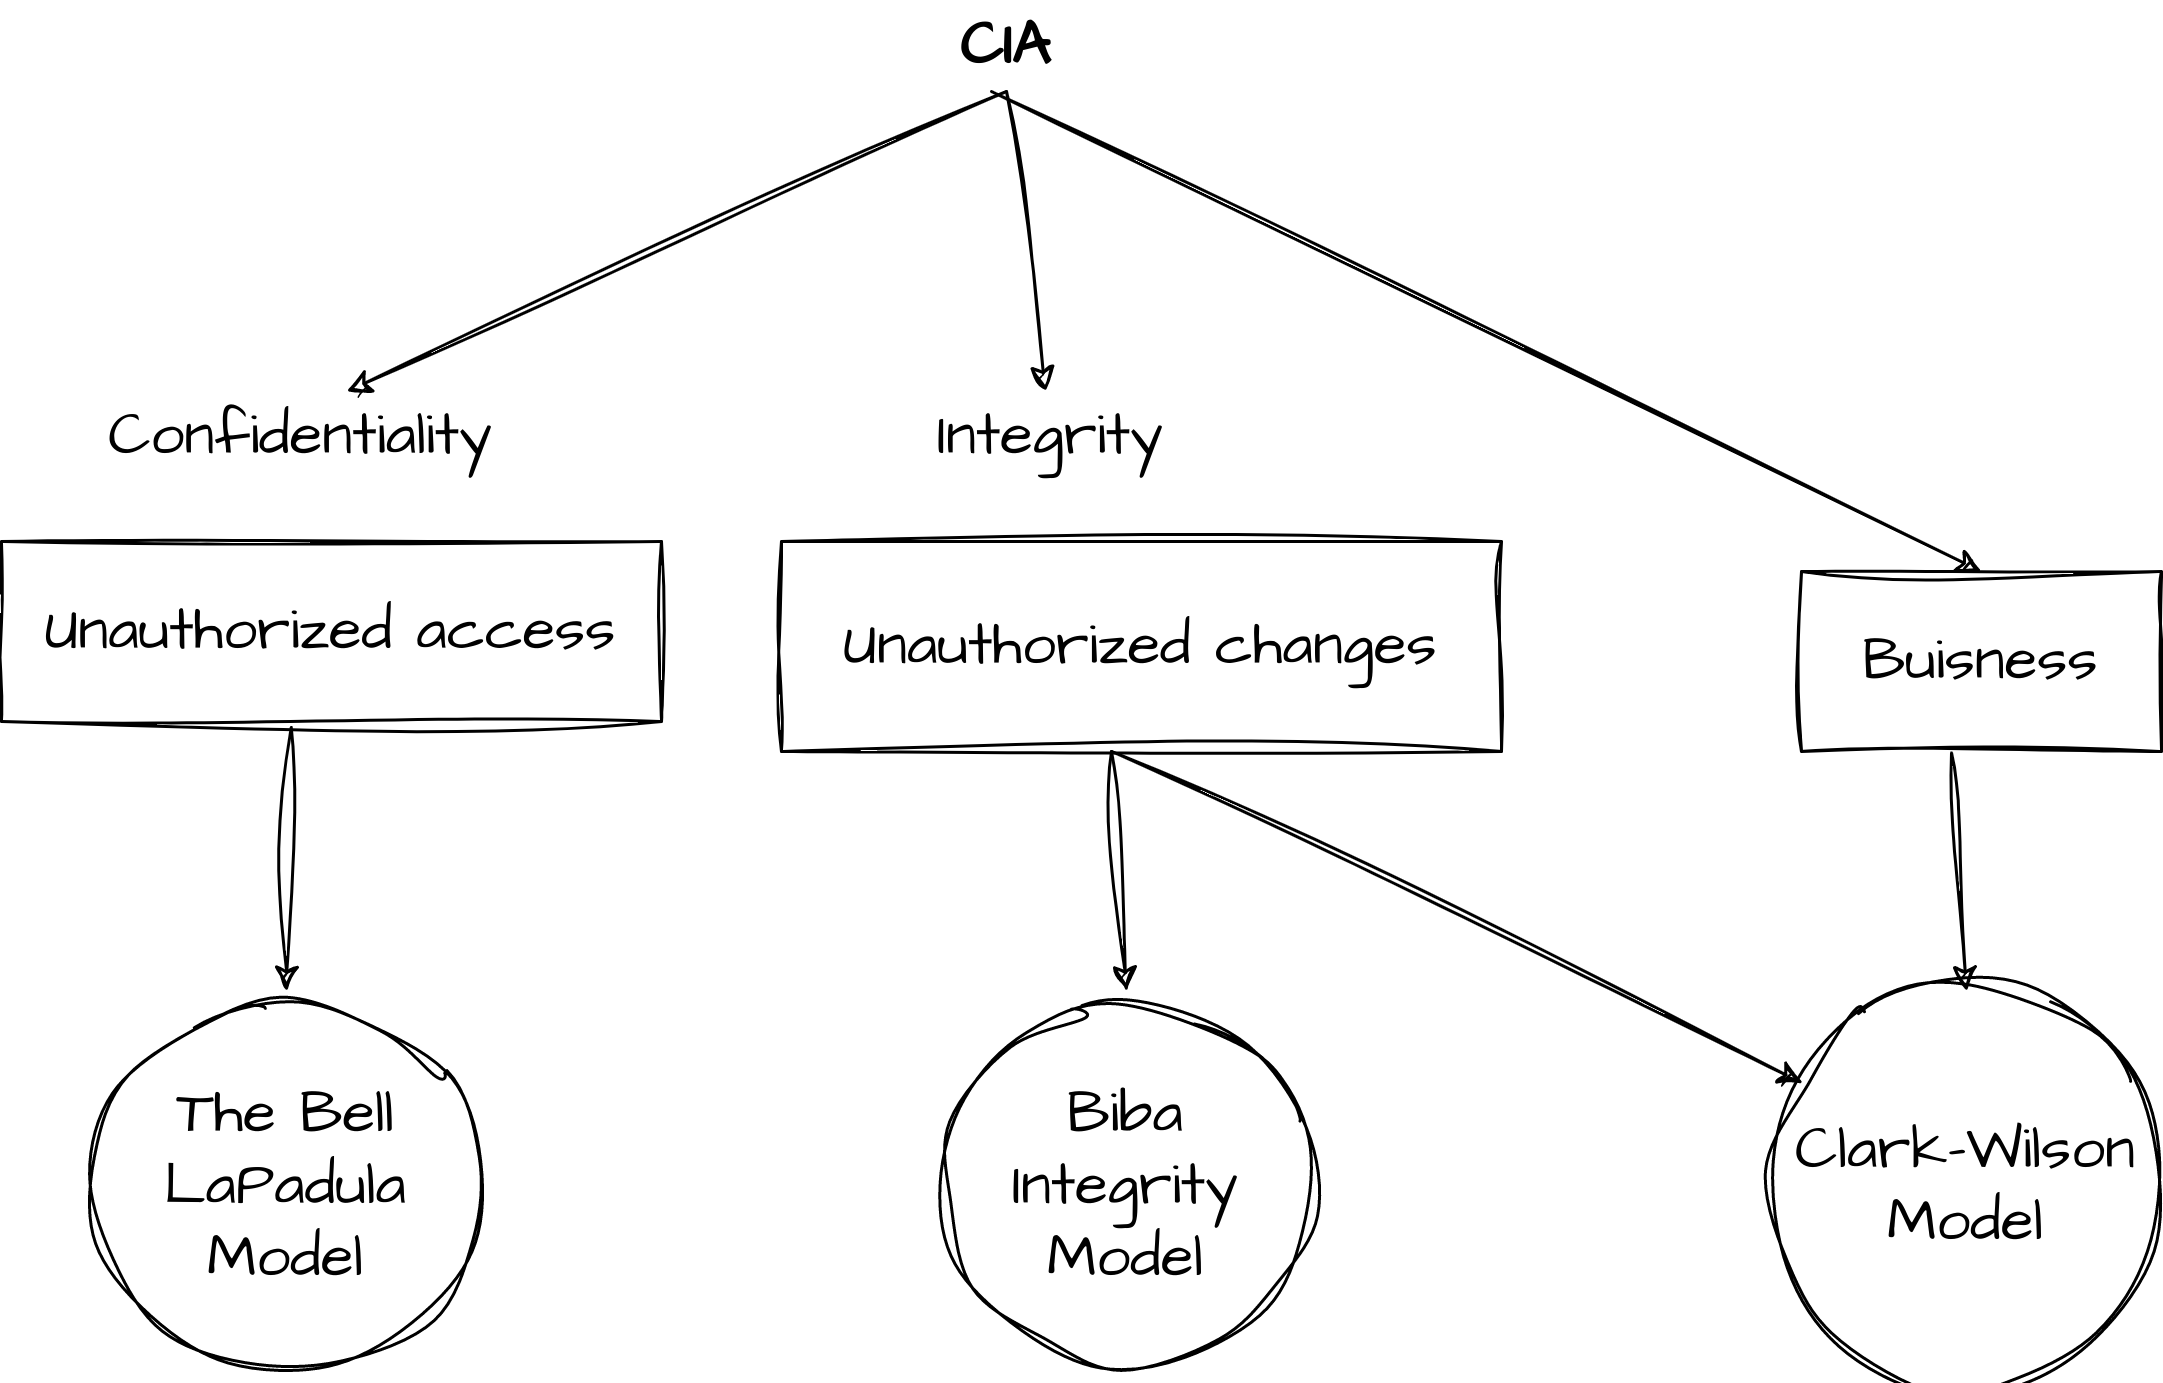 CIA
Confidentiality
Integrity
Unauthorized access
Unauthorized changes
Buisness
The Bell
LaPadula
Model
Biba
Integrity
Model
Clark-Wilson
Model